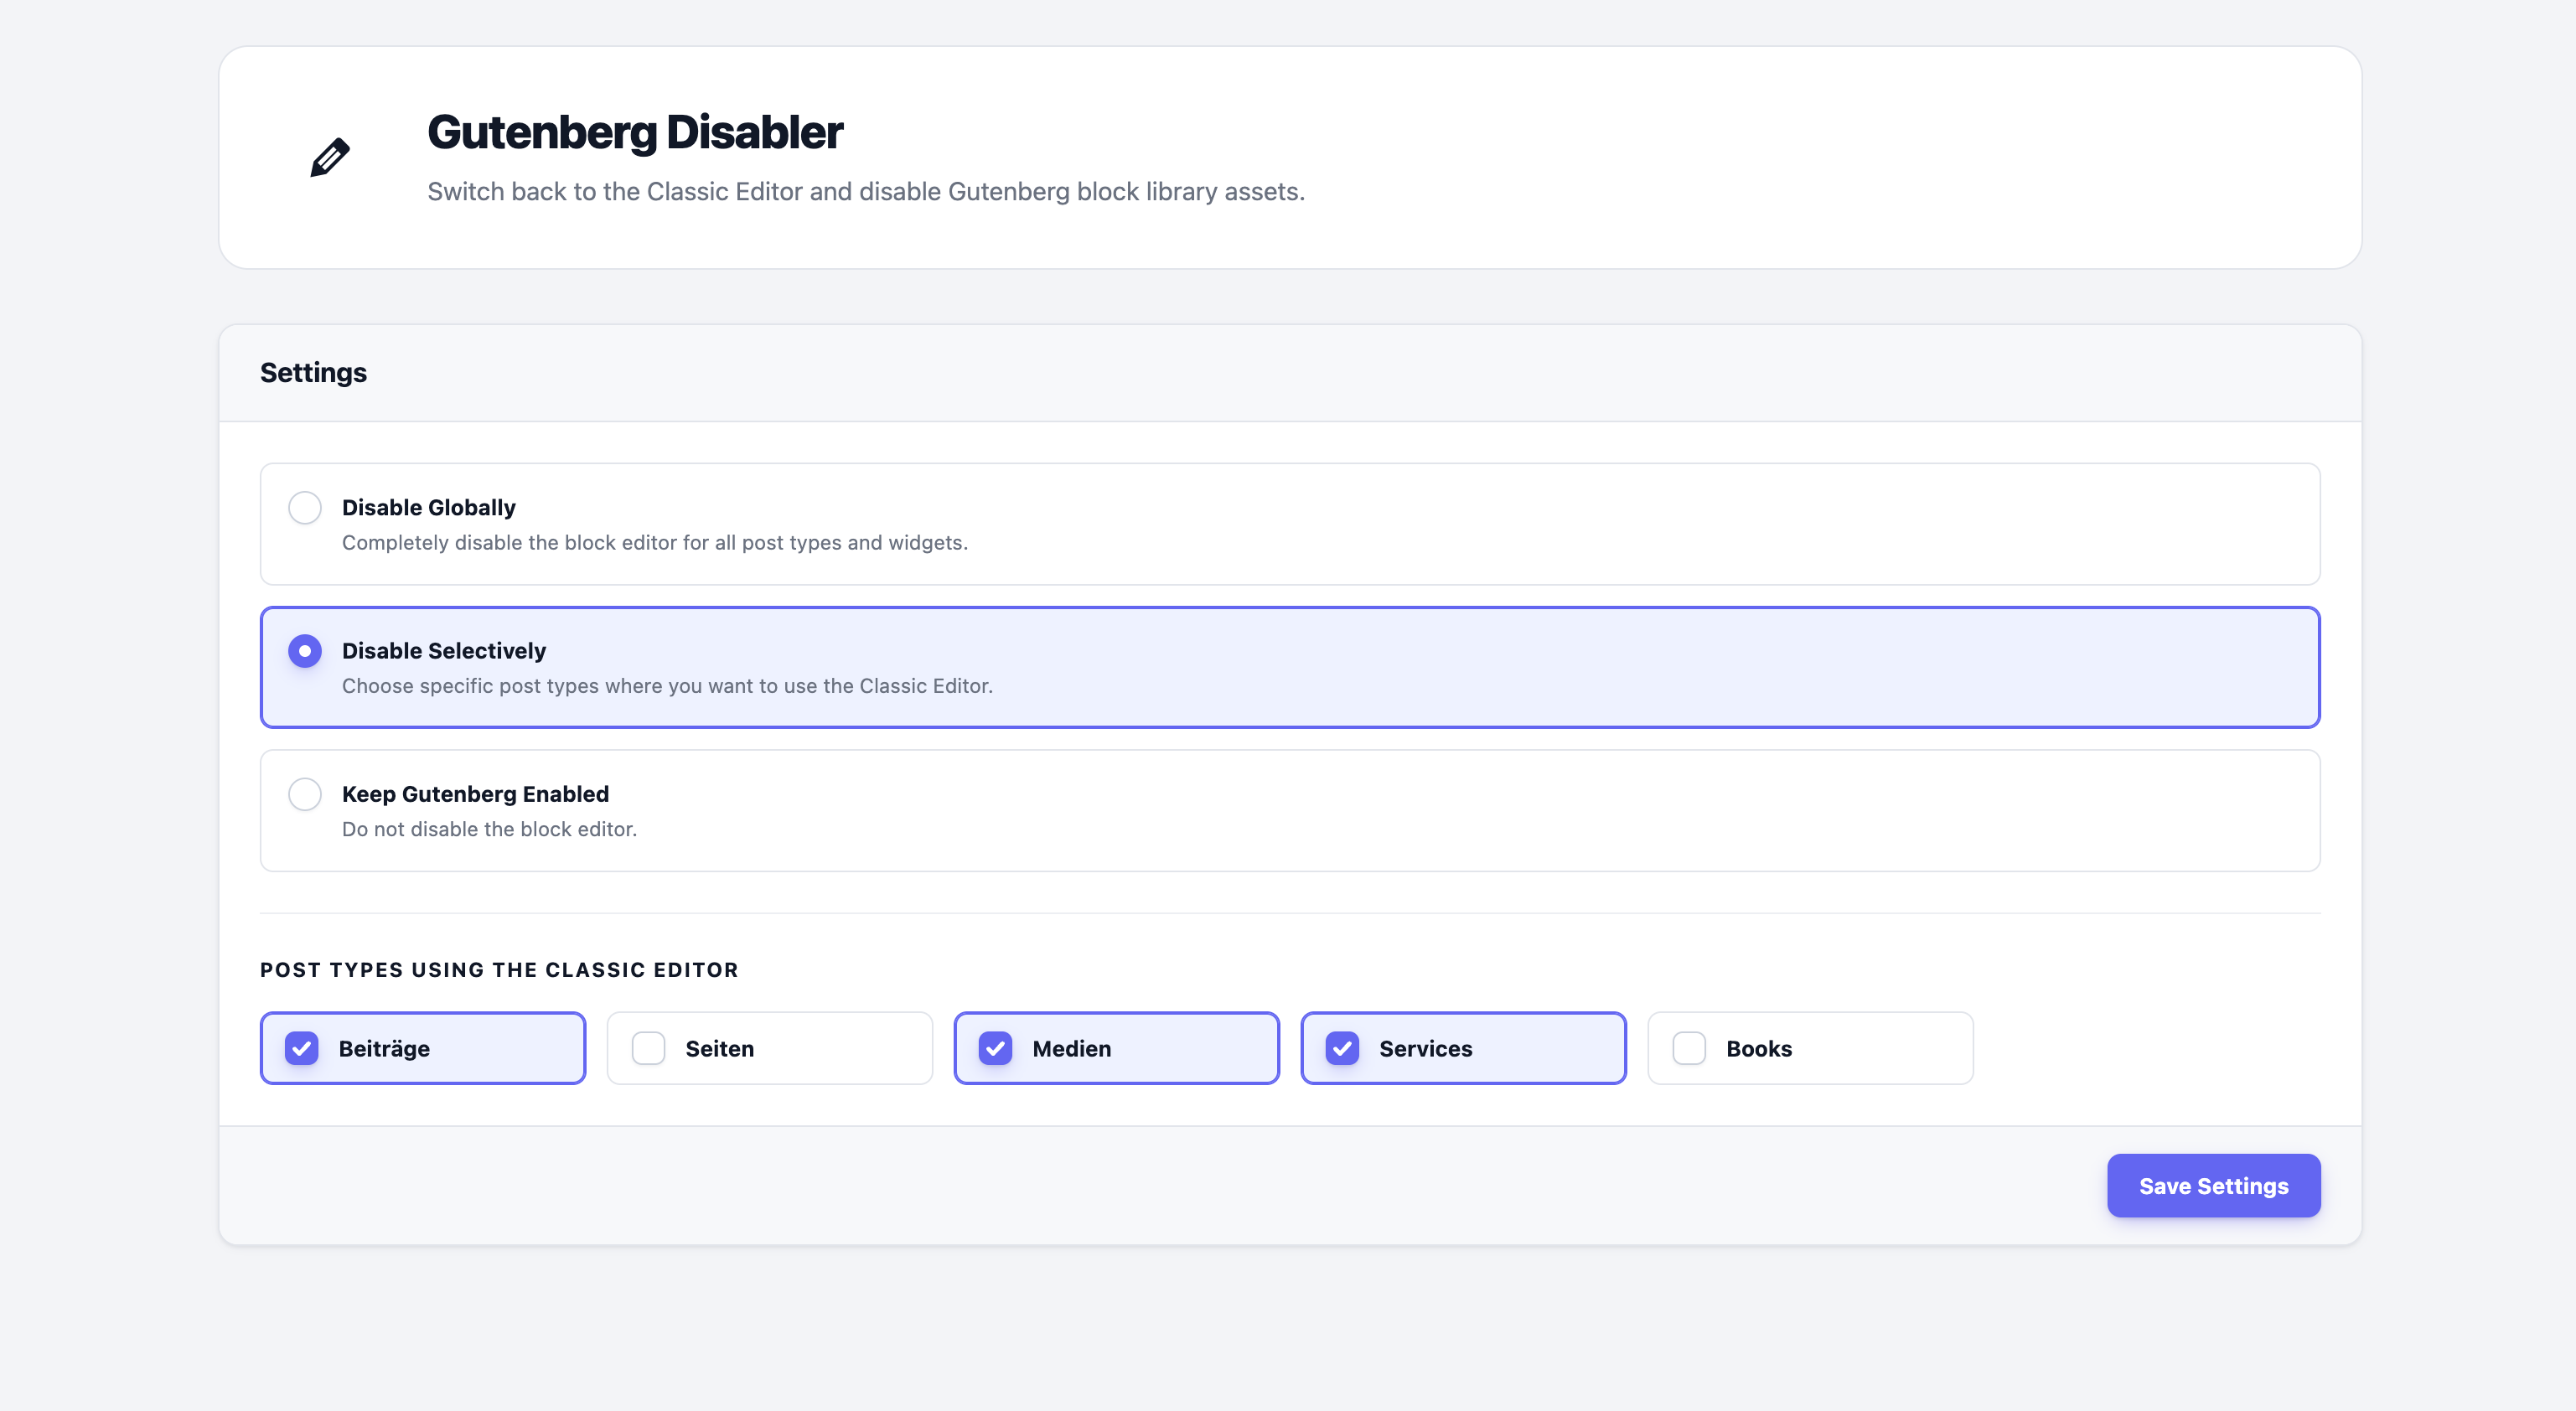 Gutenberg Disabler
Switch back to the Classic Editor and disable Gutenberg block library assets.
Settings
Disable Globally
Completely disable the block editor for all post types and widgets.
Disable Selectively
Choose specific post types where you want to use the Classic Editor.
Keep Gutenberg Enabled
Do not disable the block editor.
POST TYPES USING THE CLASSIC EDITOR
Beiträge
Seiten
Medien
Services
Books
Save Settings